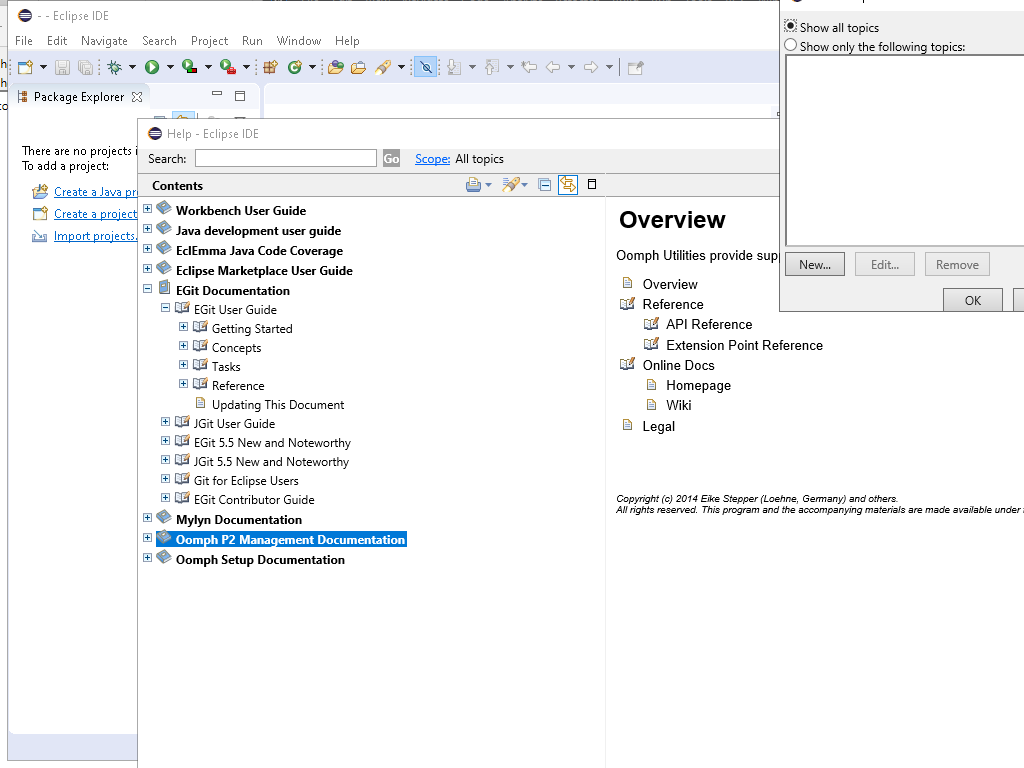 - - Eclipse IDE
File Edit Navigate Search Project Run Window Help
Package Explorer
There are no projects i
To add a project:
Create a Java pr
Create a project
Import projects.
Help - Eclipse IDE
Search:
Go
Scope: All topics
Contents
Workbench User Guide
Java development user guide
EclEmma Java Code Coverage
Eclipse Marketplace User Guide
EGit Documentation
EGit User Guide
Getting Started
Concepts
Tasks
Reference
Updating This Document
JGit User Guide
EGit 5.5 New and Noteworthy
JGit 5.5 New and Noteworthy
Git for Eclipse Users
EGit Contributor Guide
Mylyn Documentation
Oomph P2 Management Documentation
Oomph Setup Documentation
Overview
Oomph Utilities provide sup
Overview
Reference
API Reference
Extension Point Reference
Online Docs
Homepage
Wiki
Legal
Copyright (c) 2014 Eike Stepper (Loehne, Germany) and others.
All rights reserved. This program and the accompanying materials are made available under
Show all topics
Show only the following topics:
New... Edit... Remove
OK